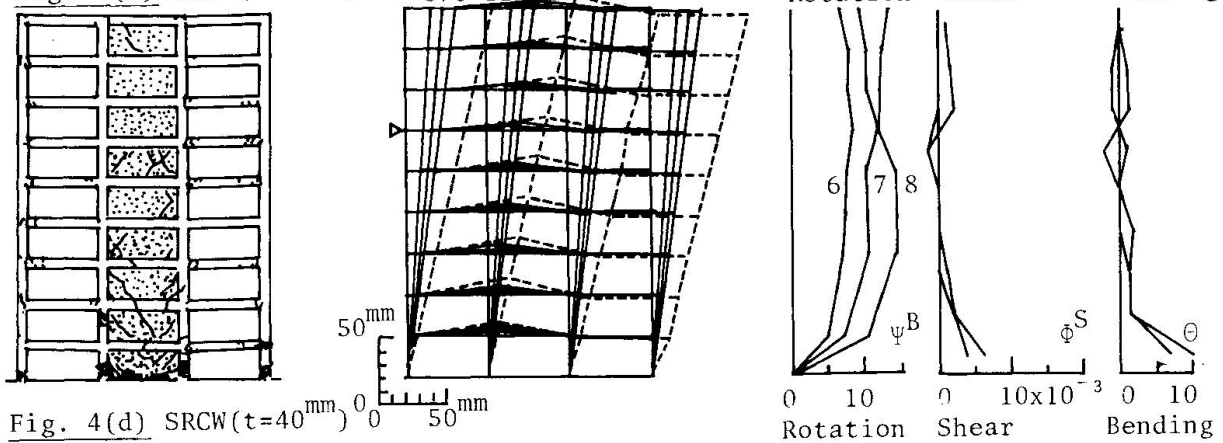 6 7 8
50mm
0
50mm
ΨB
ΦS
Θ
0 10
0 10x10-3
0 10
Fig. 4(d) SRCW(t=40mm)
Rotation Shear Bending